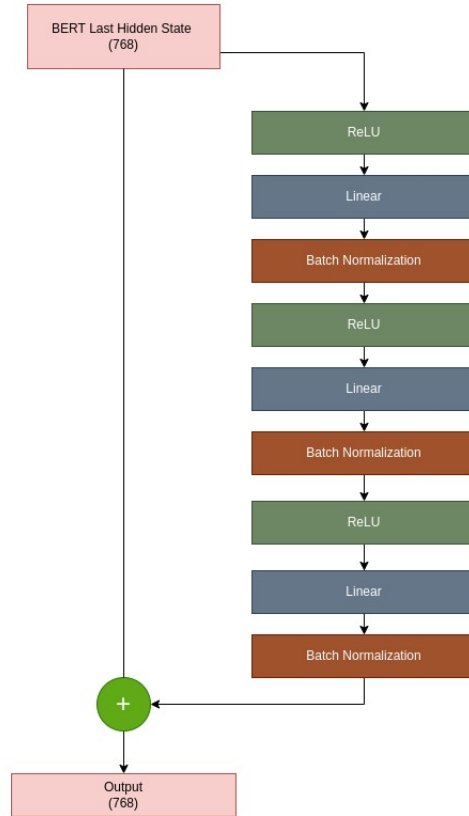 BERT Last Hidden State
(768)
ReLU
Linear
Batch Normalization
ReLU
Linear
Batch Normalization
ReLU
Linear
Batch Normalization
+
Output
(768)